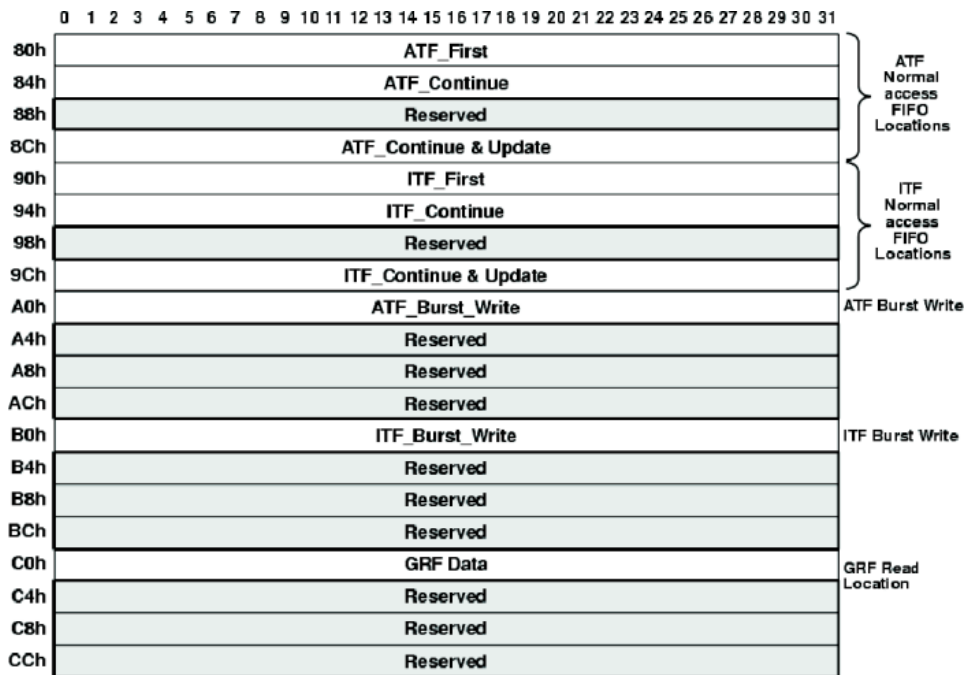 0 1 2 3 4 5 6 7 8 9 10 11 12 13 14 15 16 17 18 19 20 21 22 23 24 25 26 27 28 29 30 31
80h ATF_First
84h ATF_Continue
88h Reserved
8Ch ATF_Continue & Update
ATF
Normal
access
FIFO
Locations
90h ITF_First
94h ITF_Continue
98h Reserved
9Ch ITF_Continue & Update
ITF
Normal
access
FIFO
Locations
A0h ATF_Burst_Write ATF Burst Write
A4h Reserved
A8h Reserved
ACh Reserved
B0h ITF_Burst_Write ITF Burst Write
B4h Reserved
B8h Reserved
BCh Reserved
C0h GRF Data GRF Read
Location
C4h Reserved
C8h Reserved
CCh Reserved